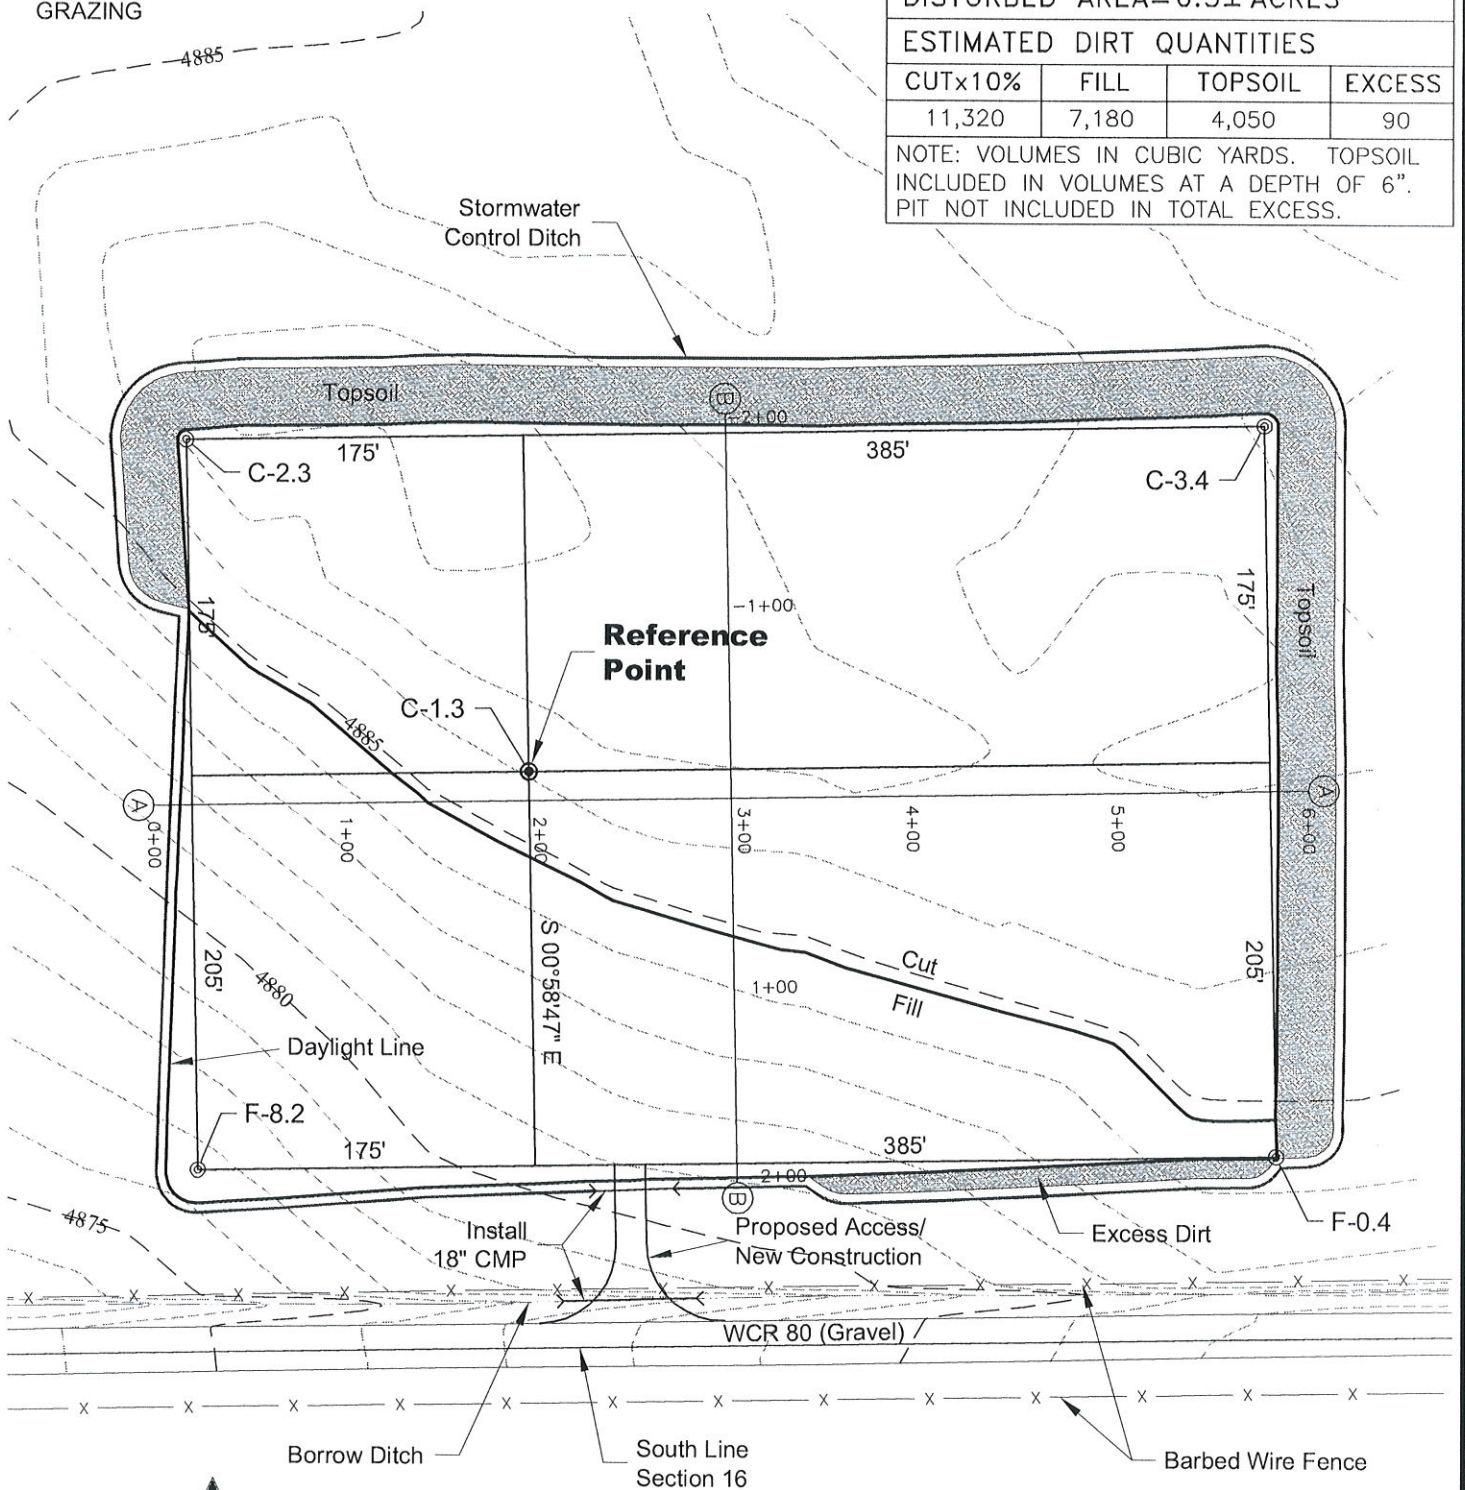 GRAZING
4885
DISTURBED AREA= 6.5± ACRES
ESTIMATED DIRT QUANTITIES
CUTx10% FILL TOPSOIL EXCESS
11,320 7,180 4,050 90
NOTE: VOLUMES IN CUBIC YARDS. TOPSOIL
INCLUDED IN VOLUMES AT A DEPTH OF 6".
PIT NOT INCLUDED IN TOTAL EXCESS.
Stormwater
Control Ditch
Topsoil
B
-2+00
175'
385'
C-2.3
C-3.4
175'
175'
Topsoil
-1+00
Reference
Point
C-1.3
4885
A
A
0+00
1+00
2+00
3+00
4+00
5+00
6+00
205'
S 00°58'47" E
205'
Cut
Fill
1+00
4880
Daylight Line
F-8.2
175'
385'
2+00
B
F-0.4
4875
Install
18" CMP
Proposed Access/
New Construction
Excess Dirt
X X X X X X X X X X X X X X
WCR 80 (Gravel)
X X X X X X X X X X X X X
Borrow Ditch
South Line
Section 16
Barbed Wire Fence